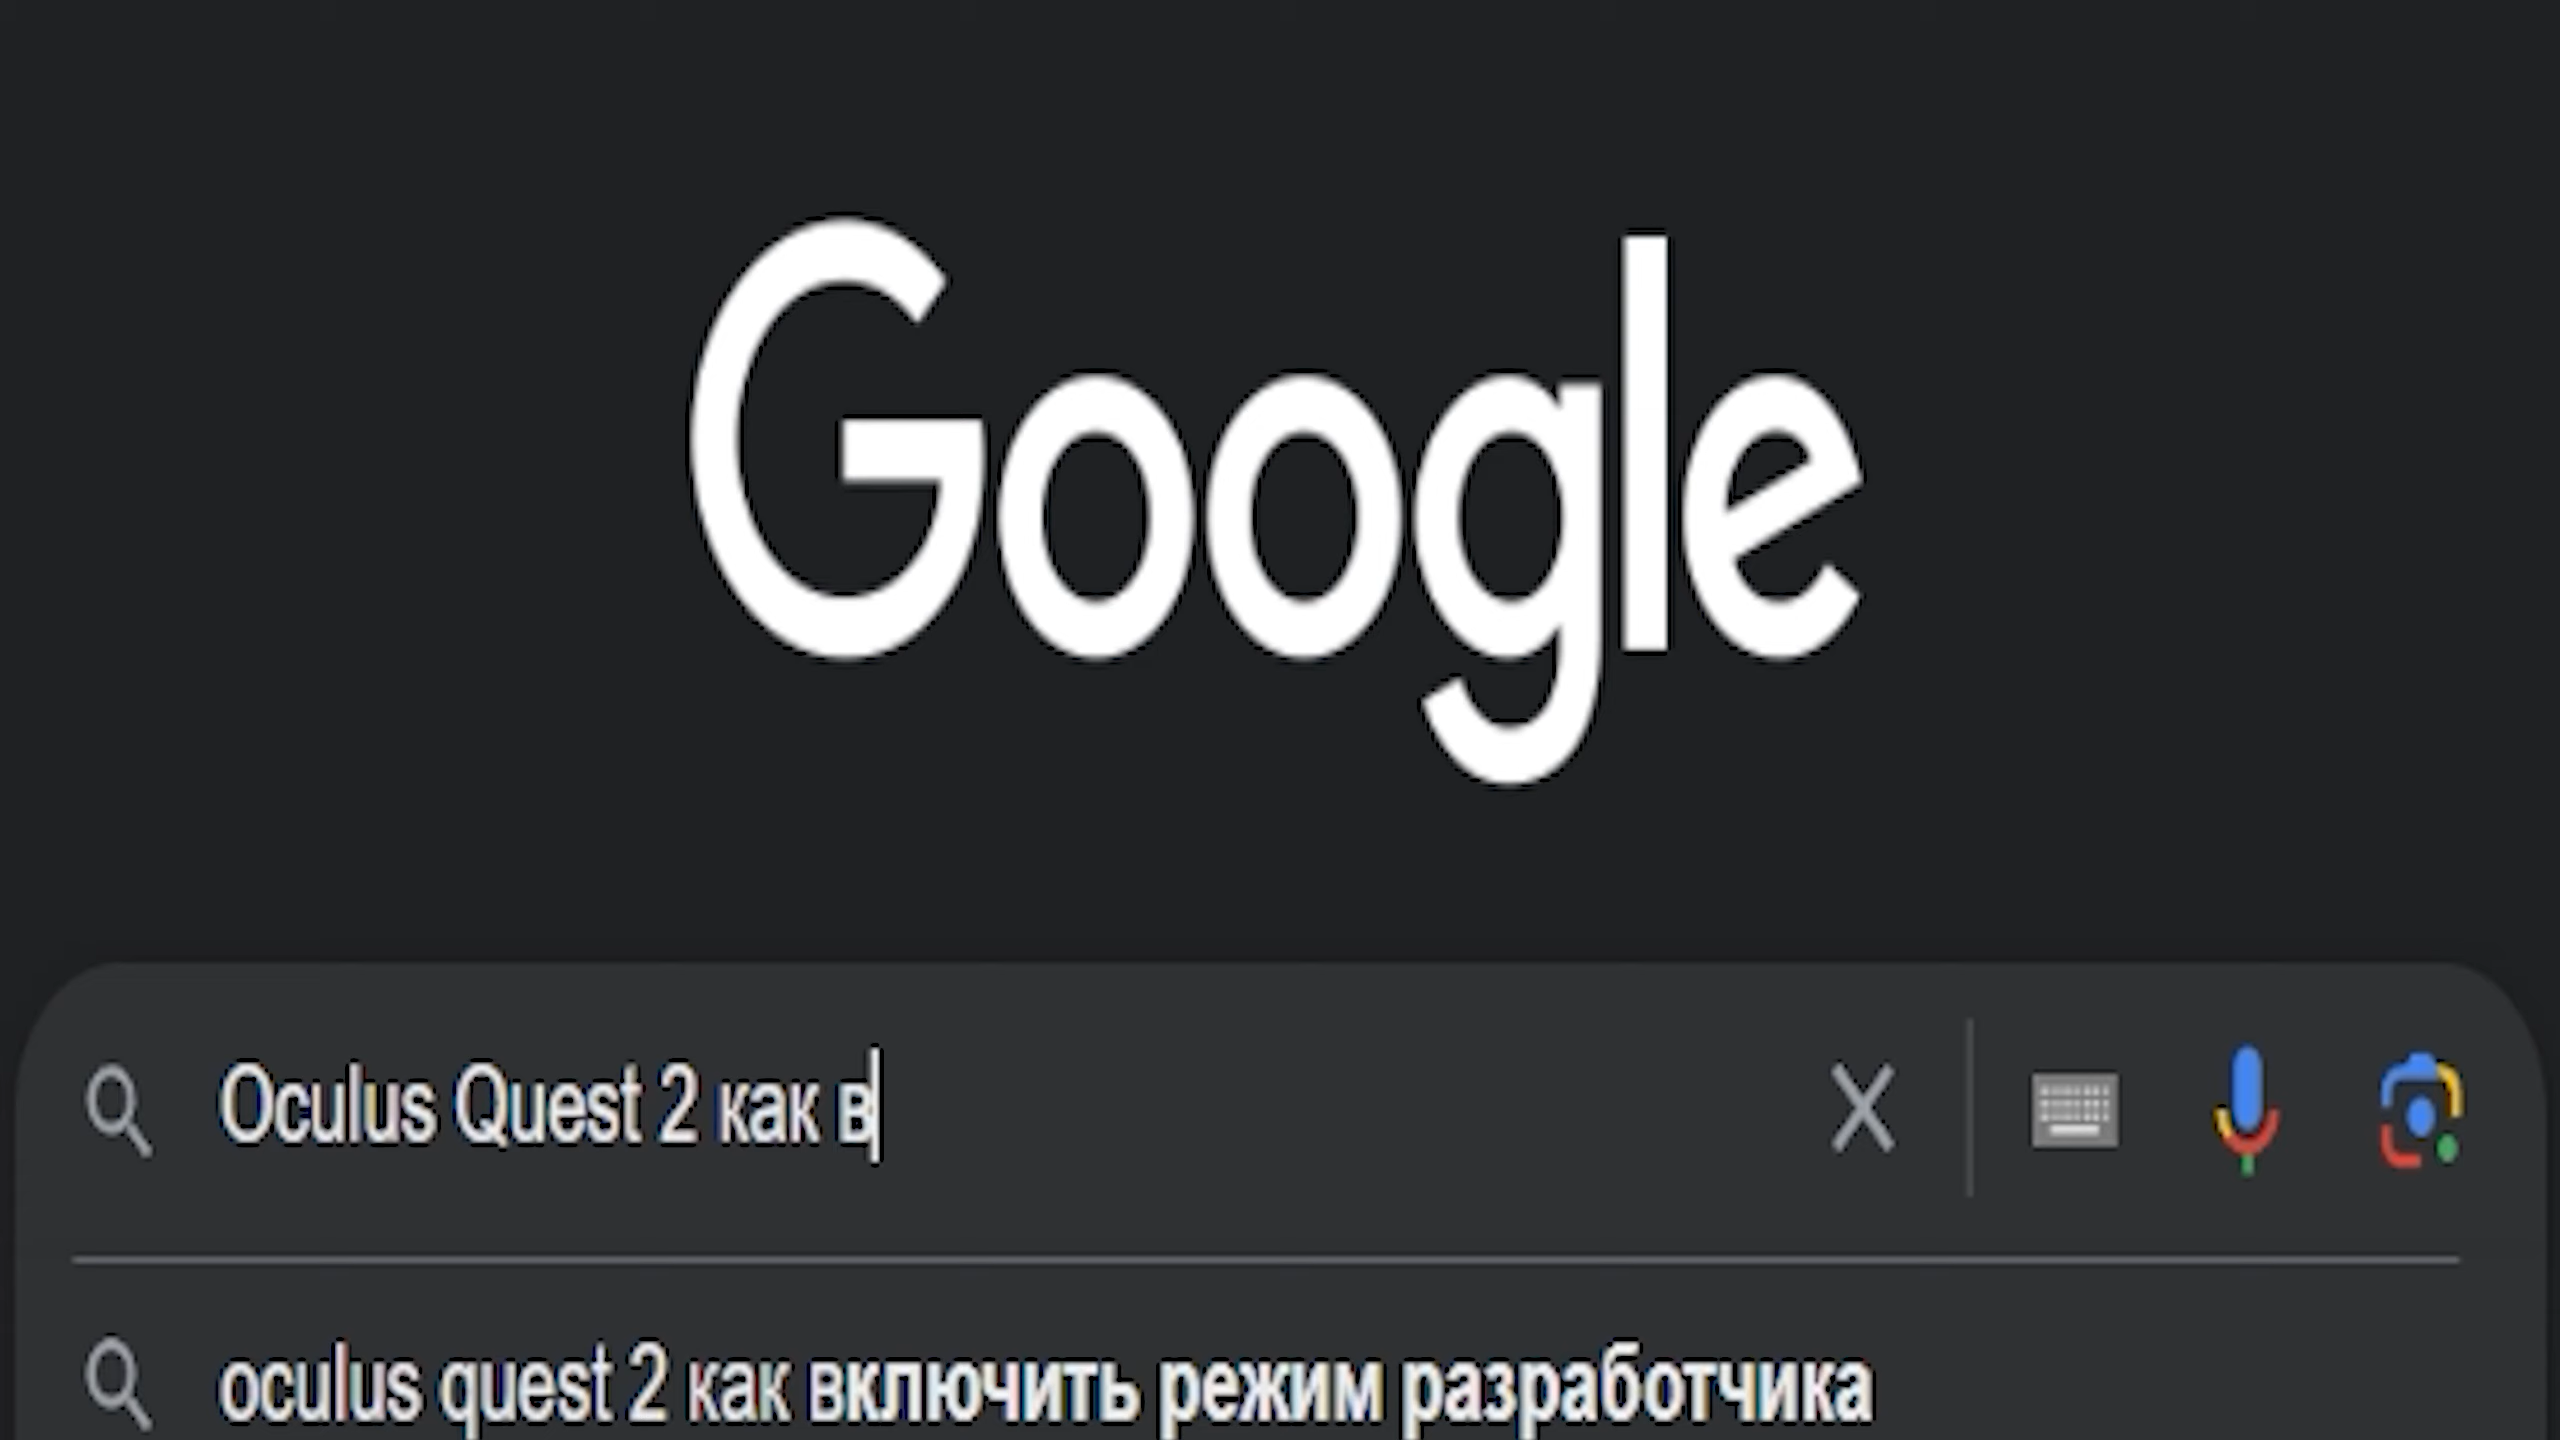 Google
Oculus Quest 2 как в
oculus quest 2 как включить режим разработчика